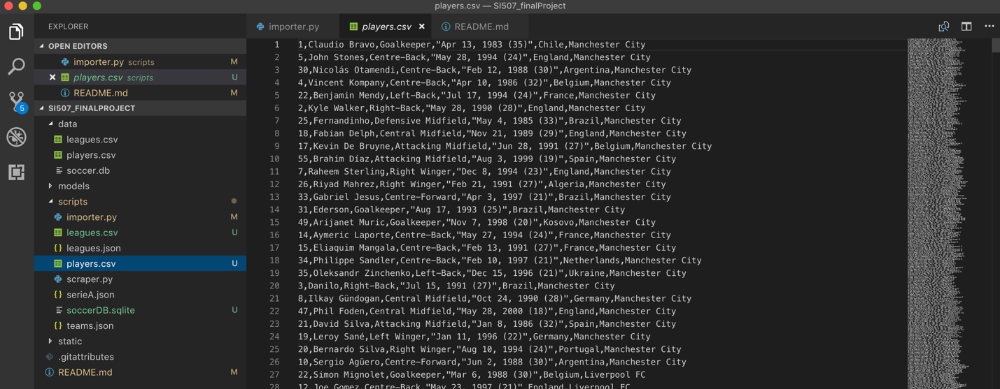 players.csv — SI507_finalProject
EXPLORER
OPEN EDITORS
importer.py scripts M
players.csv scripts U
README.md M
5
SI507_FINALPROJECT
data
leagues.csv
players.csv
soccer.db
models
scripts
importer.py M
leagues.csv U
leagues.json
players.csv U
scraper.py
serieA.json
soccerDB.sqlite U
teams.json
static
.gitattributes
README.md M
importer.py
players.csv
README.md
1 1,Claudio Bravo,Goalkeeper,"Apr 13, 1983 (35)",Chile,Manchester City
2 5,John Stones,Centre-Back,"May 28, 1994 (24)",England,Manchester City
3 30,Nicolás Otamendi,Centre-Back,"Feb 12, 1988 (30)",Argentina,Manchester City
4 4,Vincent Kompany,Centre-Back,"Apr 10, 1986 (32)",Belgium,Manchester City
5 22,Benjamin Mendy,Left-Back,"Jul 17, 1994 (24)",France,Manchester City
6 2,Kyle Walker,Right-Back,"May 28, 1990 (28)",England,Manchester City
7 25,Fernandinho,Defensive Midfield,"May 4, 1985 (33)",Brazil,Manchester City
8 18,Fabian Delph,Central Midfield,"Nov 21, 1989 (29)",England,Manchester City
9 17,Kevin De Bruyne,Attacking Midfield,"Jun 28, 1991 (27)",Belgium,Manchester City
10 55,Brahim Díaz,Attacking Midfield,"Aug 3, 1999 (19)",Spain,Manchester City
11 7,Raheem Sterling,Right Winger,"Dec 8, 1994 (23)",England,Manchester City
12 26,Riyad Mahrez,Right Winger,"Feb 21, 1991 (27)",Algeria,Manchester City
13 33,Gabriel Jesus,Centre-Forward,"Apr 3, 1997 (21)",Brazil,Manchester City
14 31,Ederson,Goalkeeper,"Aug 17, 1993 (25)",Brazil,Manchester City
15 49,Arijanet Muric,Goalkeeper,"Nov 7, 1998 (20)",Kosovo,Manchester City
16 14,Aymeric Laporte,Centre-Back,"May 27, 1994 (24)",France,Manchester City
17 15,Eliaquim Mangala,Centre-Back,"Feb 13, 1991 (27)",France,Manchester City
18 34,Philippe Sandler,Centre-Back,"Feb 10, 1997 (21)",Netherlands,Manchester City
19 35,Oleksandr Zinchenko,Left-Back,"Dec 15, 1996 (21)",Ukraine,Manchester City
20 3,Danilo,Right-Back,"Jul 15, 1991 (27)",Brazil,Manchester City
21 8,Ilkay Gündogan,Central Midfield,"Oct 24, 1990 (28)",Germany,Manchester City
22 47,Phil Foden,Central Midfield,"May 28, 2000 (18)",England,Manchester City
23 21,David Silva,Attacking Midfield,"Jan 8, 1986 (32)",Spain,Manchester City
24 19,Leroy Sané,Left Winger,"Jan 11, 1996 (22)",Germany,Manchester City
25 20,Bernardo Silva,Right Winger,"Aug 10, 1994 (24)",Portugal,Manchester City
26 10,Sergio Agüero,Centre-Forward,"Jun 2, 1988 (30)",Argentina,Manchester City
27 22,Simon Mignolet,Goalkeeper,"Mar 6, 1988 (30)",Belgium,Liverpool FC
28 12,Joe Gomez,Centre-Back,"May 23, 1997 (21)",England,Liverpool FC